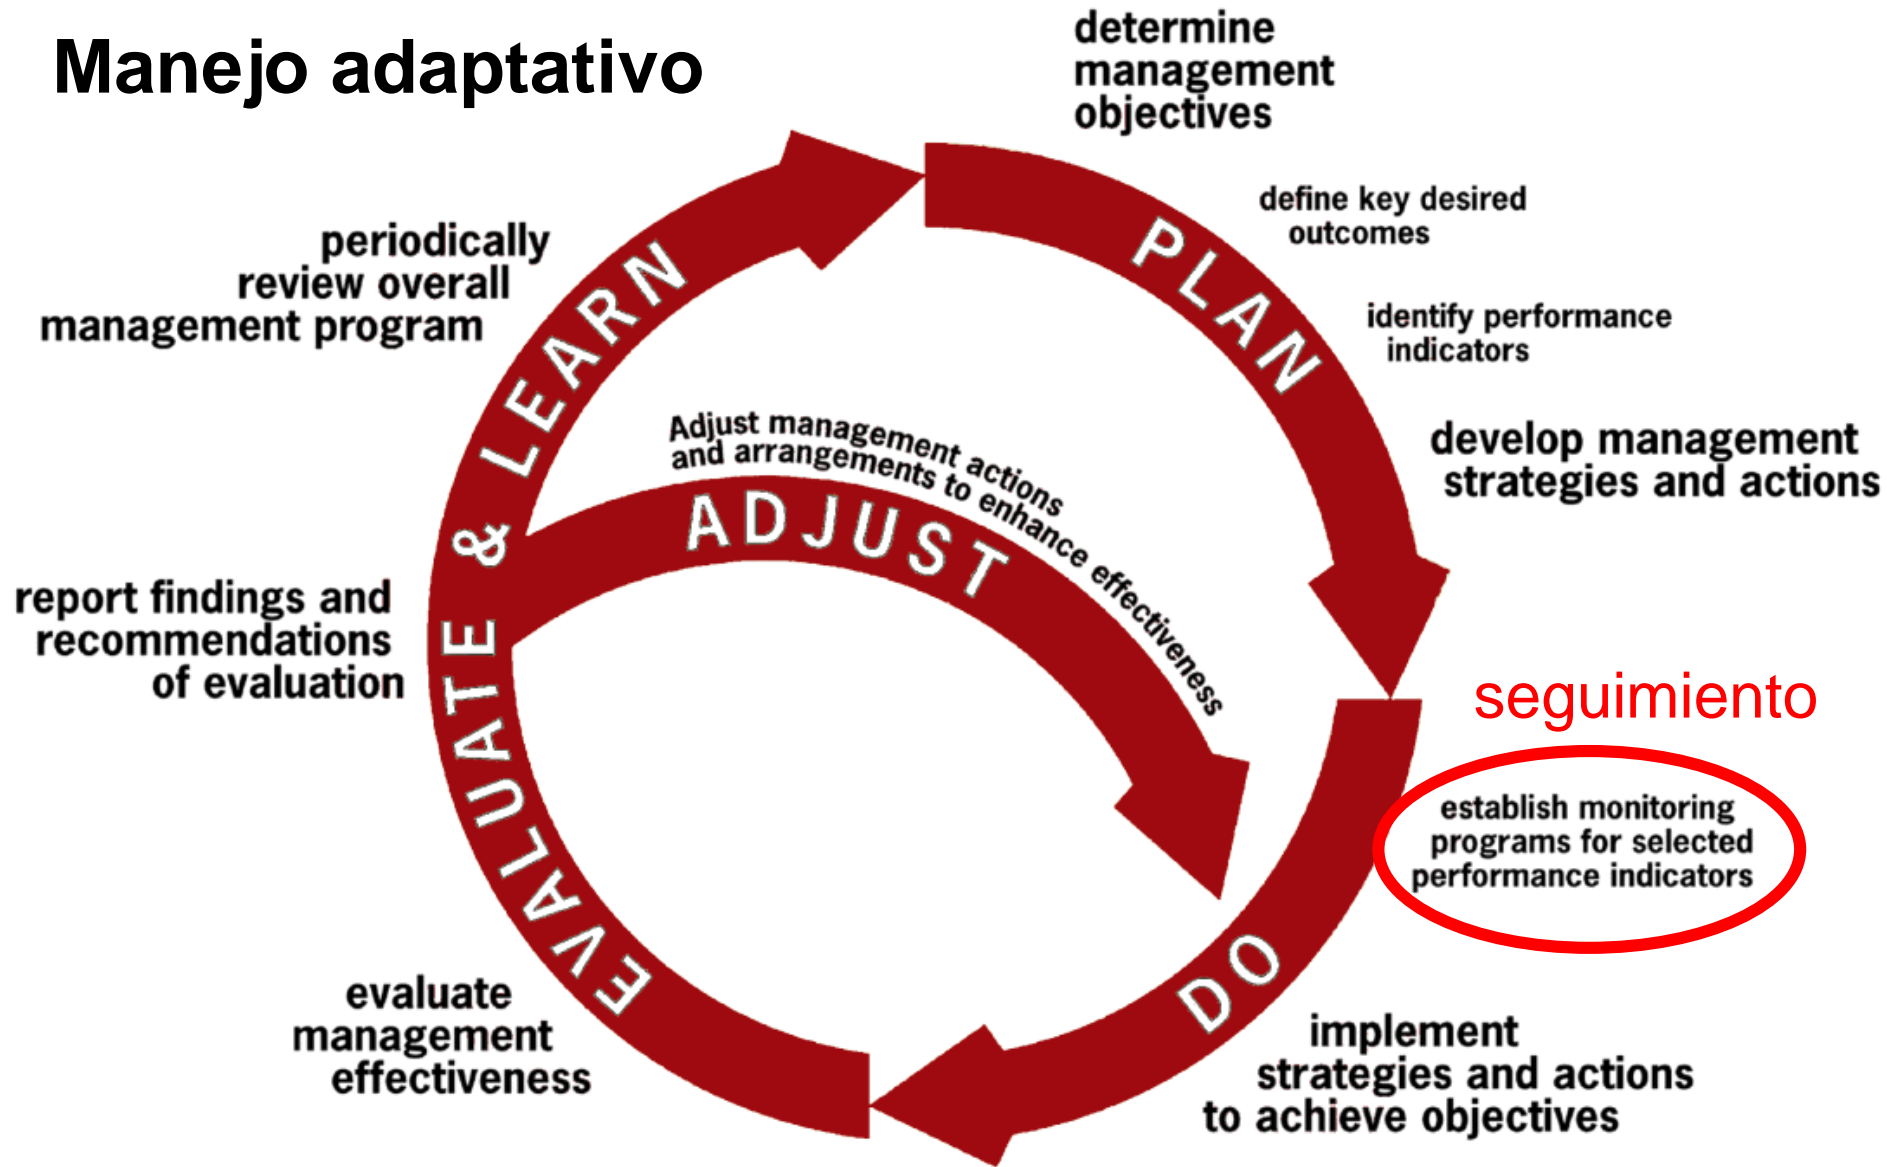 Manejo adaptativo
determine
management
objectives
define key desired
outcomes
identify performance
indicators
develop management
strategies and actions
PLAN
seguimiento
establish monitoring
programs for selected
performance indicators
DO
implement
strategies and actions
to achieve objectives
evaluate
management
effectiveness
EVALUATE & LEARN
report findings and
recommendations
of evaluation
periodically
review overall
management program
Adjust management actions
and arrangements to enhance effectiveness
ADJUST